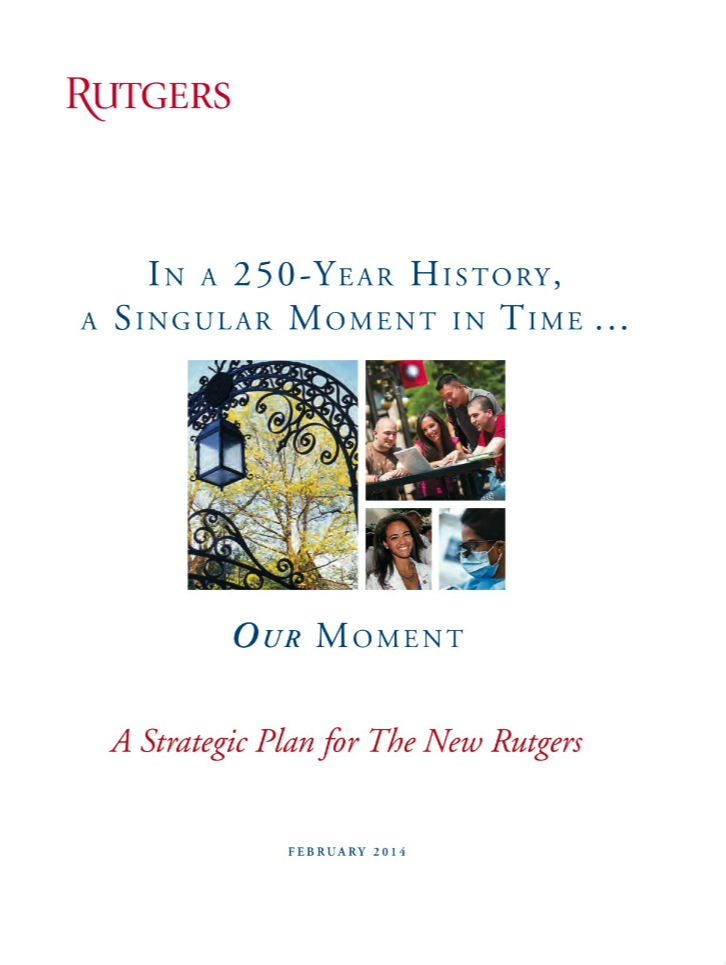 RUTGERS
IN A 250-YEAR HISTORY,
A SINGULAR MOMENT IN TIME ...
OUR MOMENT
A Strategic Plan for The New Rutgers
FEBRUARY 2014